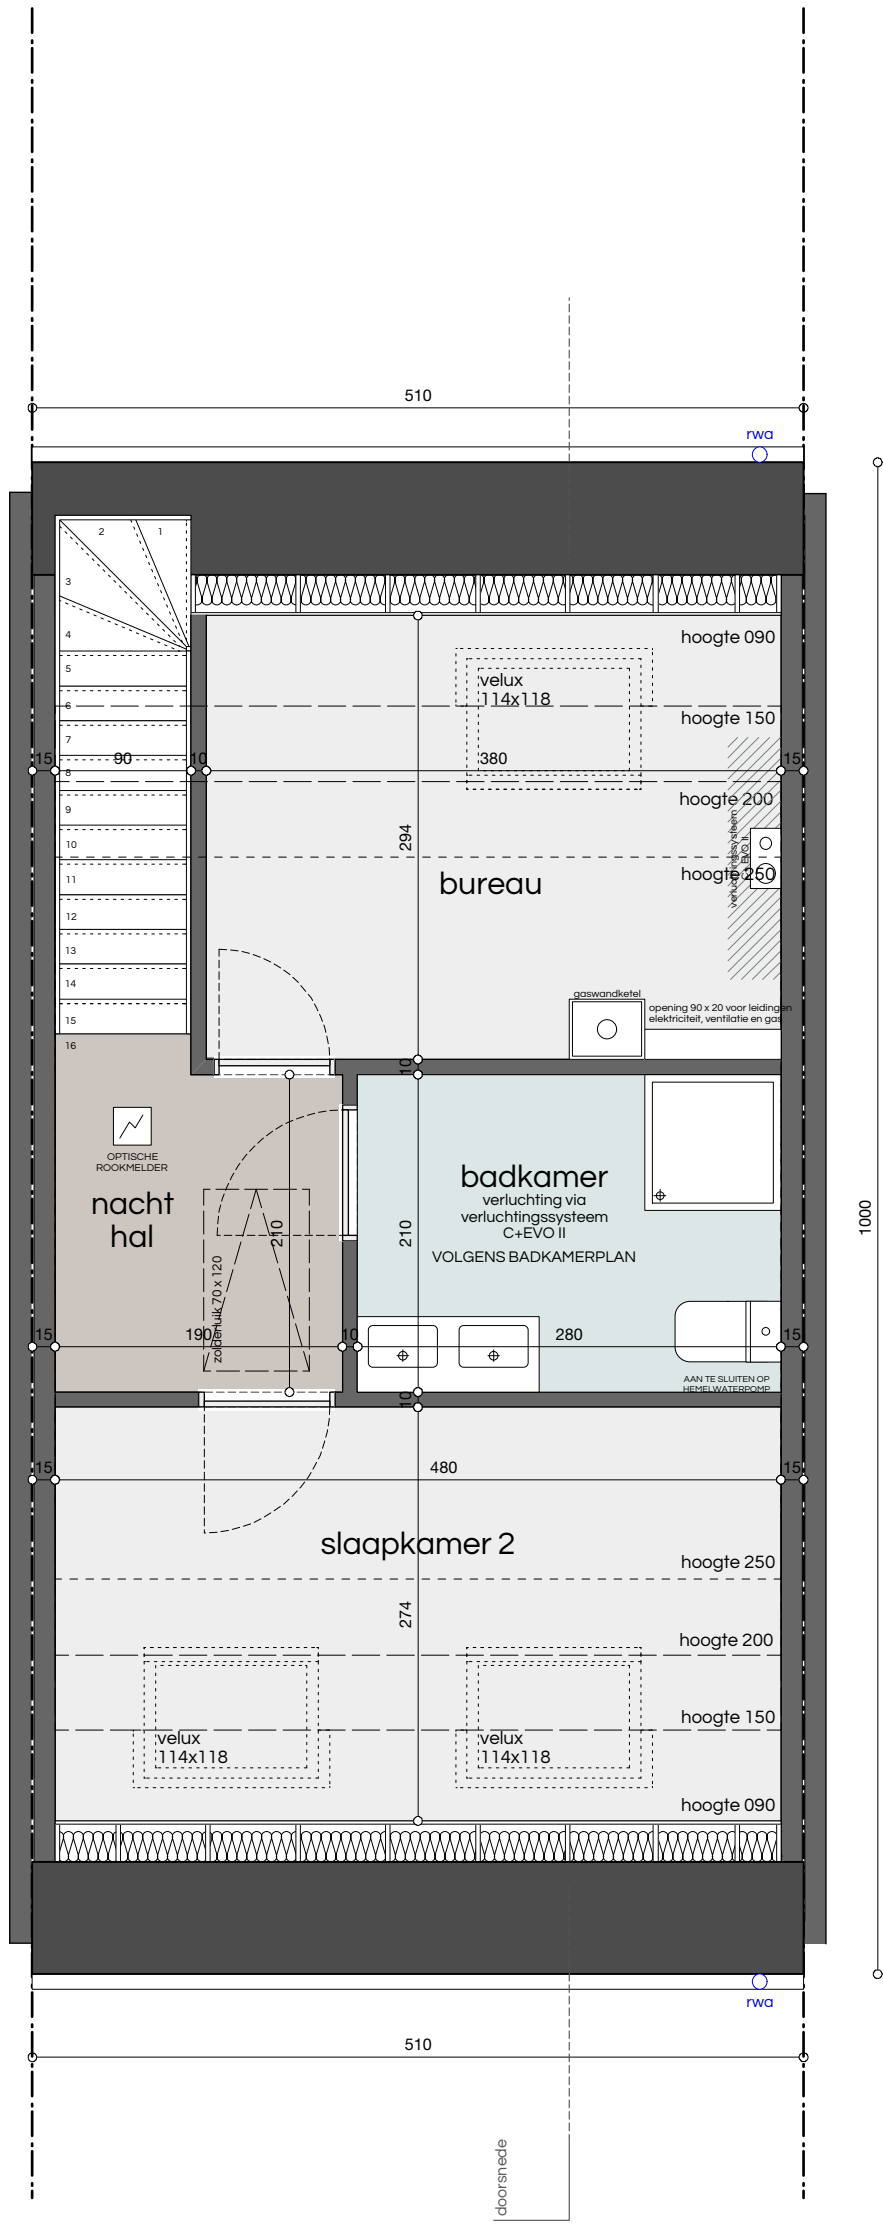 510
rwa
2
1
3
4
5
6
7
8
9
10
11
12
13
14
15
16
hoogte 090
velux
114x118
hoogte 150
15
90
10
380
15
hoogte 200
294
verluchtingssysteem
C+EVO II
hoogte 250
bureau
gaswandketel
opening 90 x 20 voor leidingen
elektriciteit, ventilatie en gas
10
OPTISCHE
ROOKMELDER
nacht
hal
210
zolderluik 70 x 120
badkamer
verluchting via
verluchtingssysteem
C+EVO II
VOLGENS BADKAMERPLAN
210
1000
15
190
10
280
15
AAN TE SLUITEN OP
HEMELWATERPOMP
10
15
480
15
slaapkamer 2
hoogte 250
274
hoogte 200
hoogte 150
velux
114x118
velux
114x118
hoogte 090
rwa
510
doorsnede